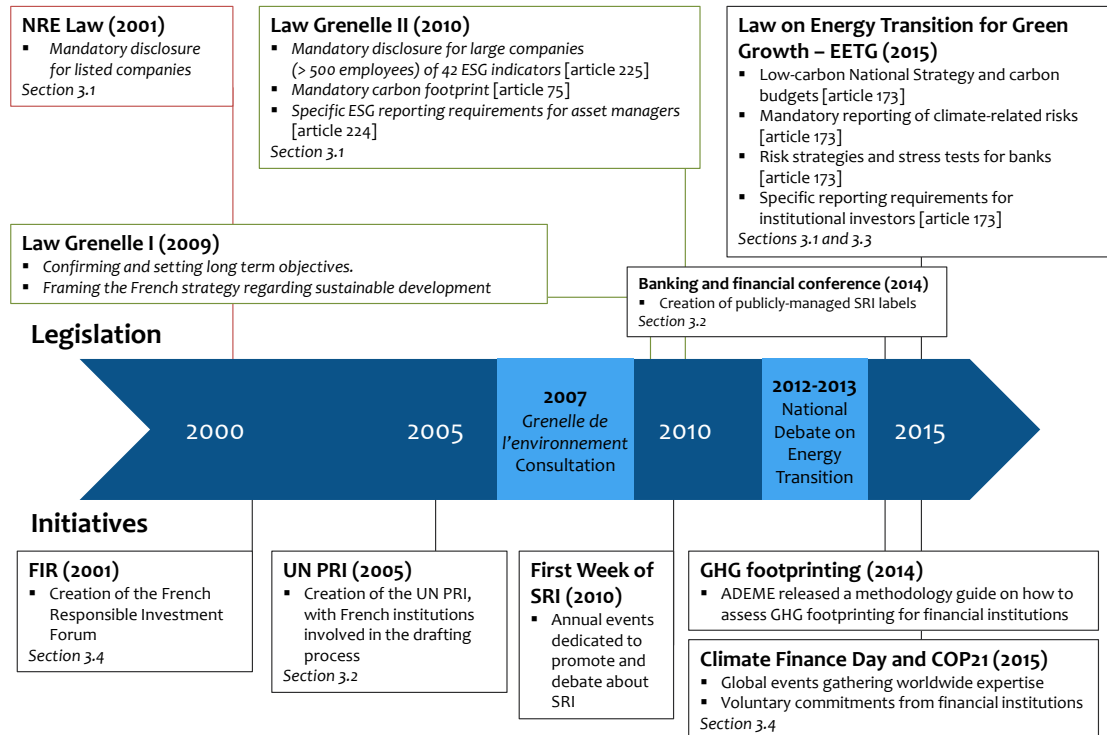 NRE Law (2001)
▪ Mandatory disclosure
for listed companies
Section 3.1
Law Grenelle II (2010)
▪ Mandatory disclosure for large companies
(> 500 employees) of 42 ESG indicators [article 225]
▪ Mandatory carbon footprint [article 75]
▪ Specific ESG reporting requirements for asset managers
[article 224]
Section 3.1
Law on Energy Transition for Green
Growth – EETG (2015)
▪ Low-carbon National Strategy and carbon
budgets [article 173]
▪ Mandatory reporting of climate-related risks
[article 173]
▪ Risk strategies and stress tests for banks
[article 173]
▪ Specific reporting requirements for
institutional investors [article 173]
Sections 3.1 and 3.3
Law Grenelle I (2009)
▪ Confirming and setting long term objectives.
▪ Framing the French strategy regarding sustainable development
Banking and financial conference (2014)
▪ Creation of publicly-managed SRI labels
Section 3.2
Legislation
2000
2005
2007
Grenelle de
l'environnement
Consultation
2010
2012-2013
National
Debate on
Energy
Transition
2015
Initiatives
FIR (2001)
▪ Creation of the French
Responsible Investment
Forum
Section 3.4
UN PRI (2005)
▪ Creation of the UN PRI,
with French institutions
involved in the drafting
process
Section 3.2
First Week of
SRI (2010)
▪ Annual events
dedicated to
promote and
debate about
SRI
GHG footprinting (2014)
▪ ADEME released a methodology guide on how to
assess GHG footprinting for financial institutions
Climate Finance Day and COP21 (2015)
▪ Global events gathering worldwide expertise
▪ Voluntary commitments from financial institutions
Section 3.4